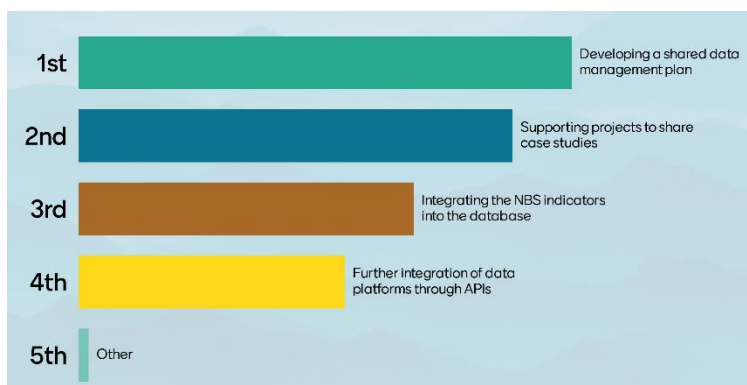 1st
Developing a shared data
management plan
2nd
Supporting projects to share
case studies
3rd
Integrating the NBS indicators
into the database
4th
Further integration of data
platforms through APIs
5th
Other